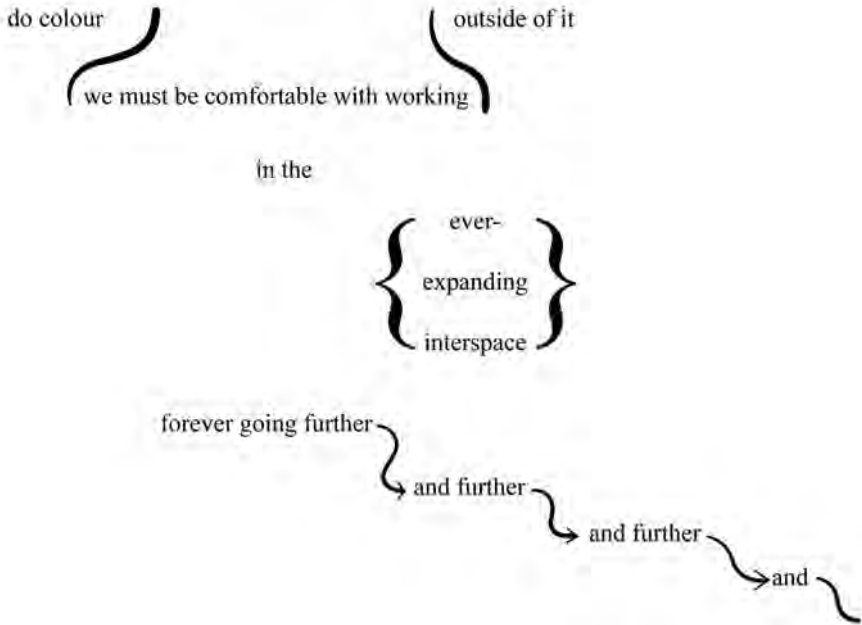 do colour outside of it
we must be comfortable with working
in the
ever-
expanding
interspace
forever going further
and further
and further
and